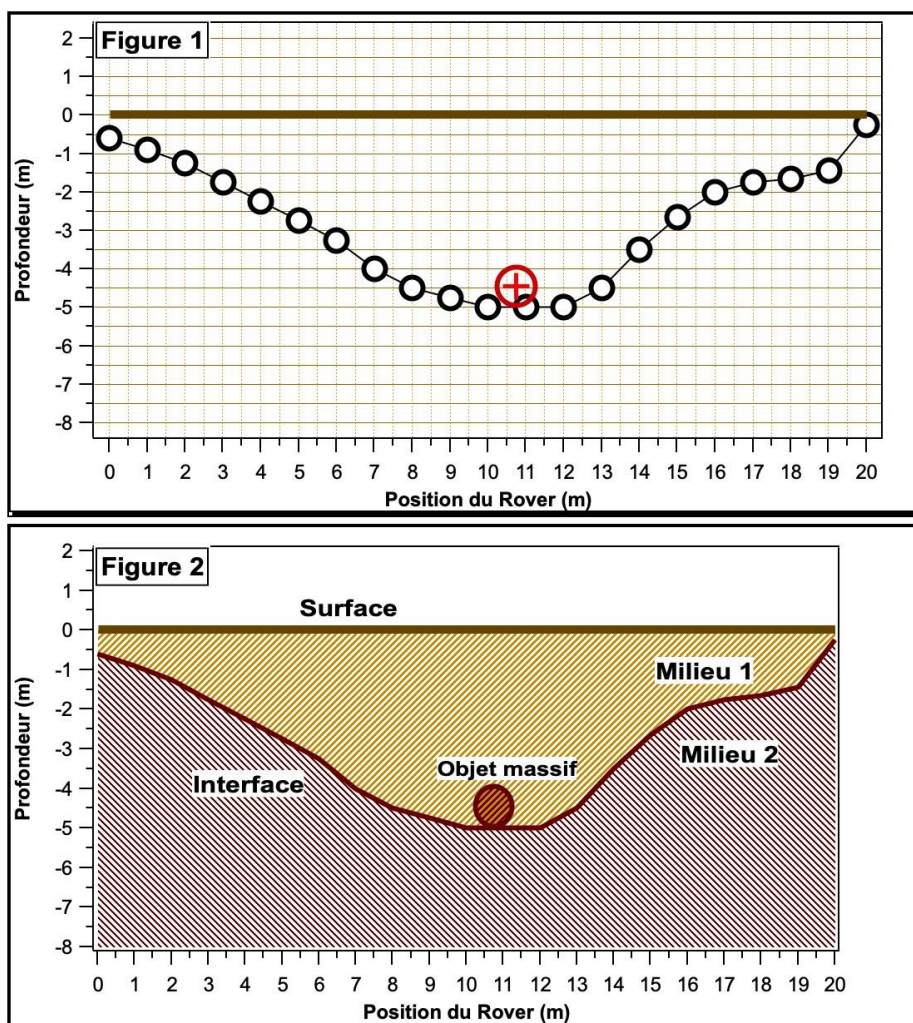 Figure 1
2
1
0
-1
-2
-3
-4
-5
-6
-7
-8
Profondeur (m)
0 1 2 3 4 5 6 7 8 9 10 11 12 13 14 15 16 17 18 19 20
Position du Rover (m)
Figure 2
2
1
0
-1
-2
-3
-4
-5
-6
-7
-8
Profondeur (m)
Surface
Milieu 1
Milieu 2
Objet massif
Interface
0 1 2 3 4 5 6 7 8 9 10 11 12 13 14 15 16 17 18 19 20
Position du Rover (m)